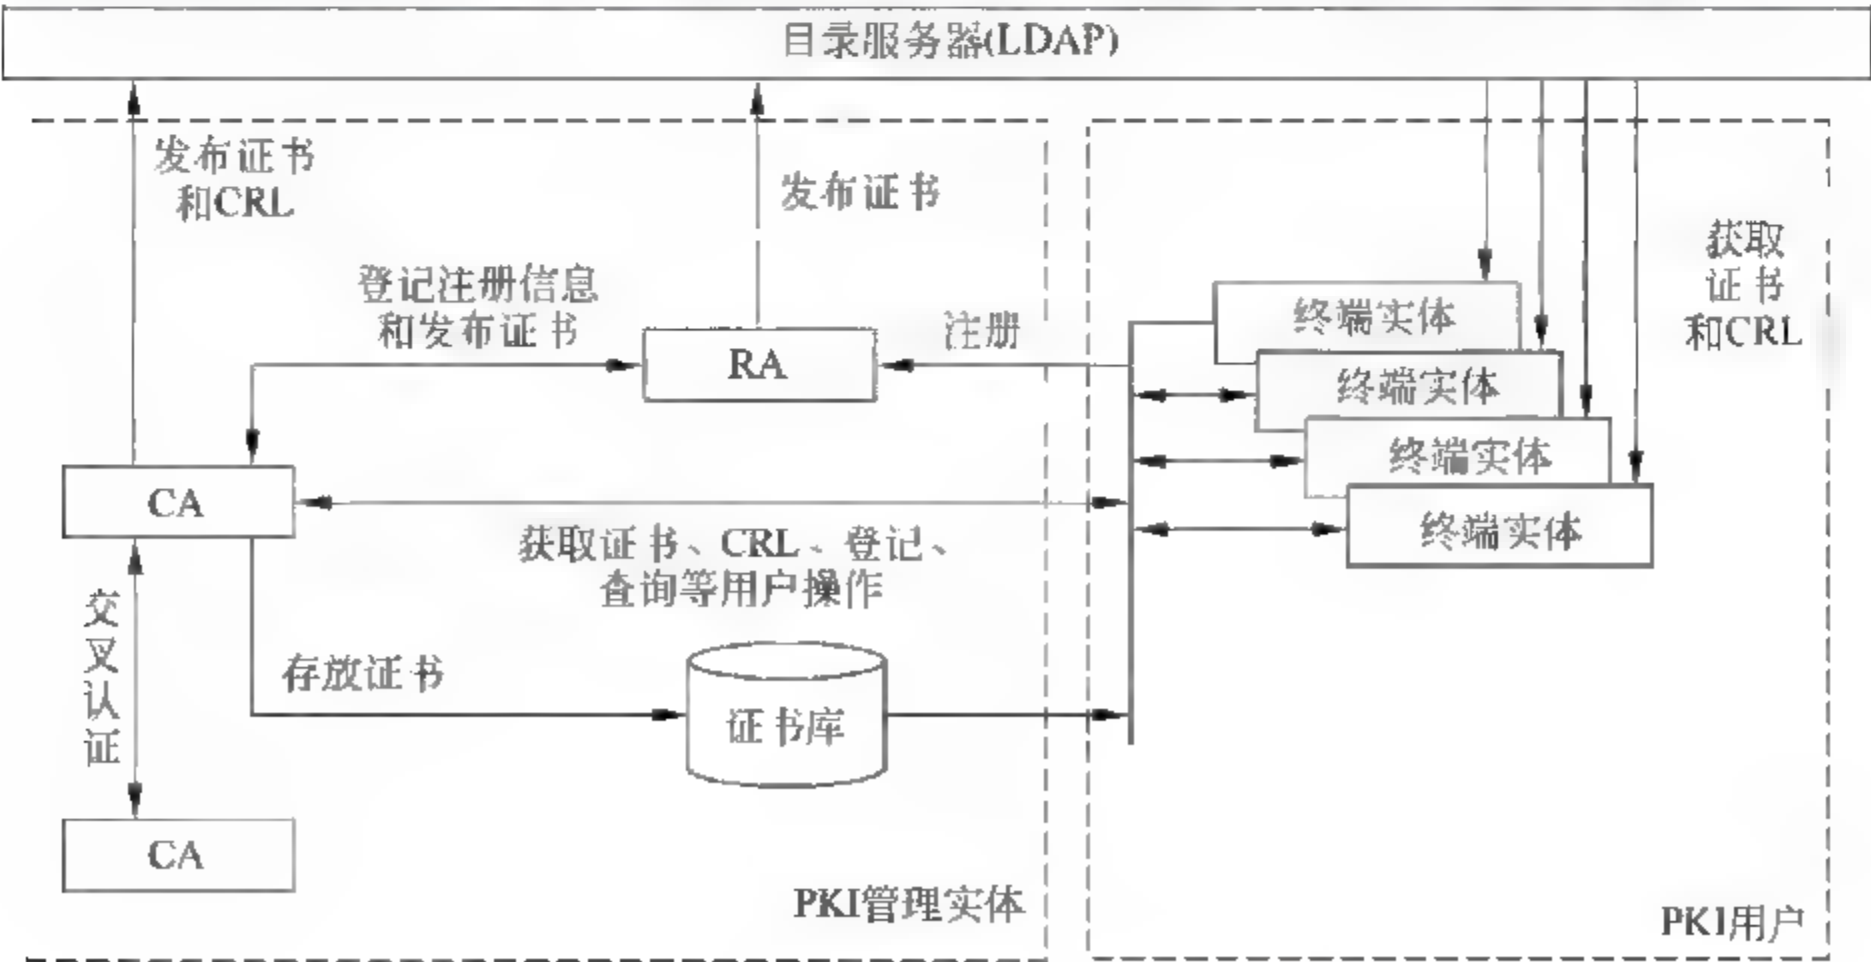 目录服务器(LDAP)
发布证书
和CRL
发布证书
获取
证书
和CRL
登记注册信息
和发布证书
RA
注册
终端实体
终端实体
终端实体
终端实体
CA
获取证书、CRL、登记、
查询等用户操作
交叉认证
存放证书
证书库
CA
PKI管理实体
PKI用户